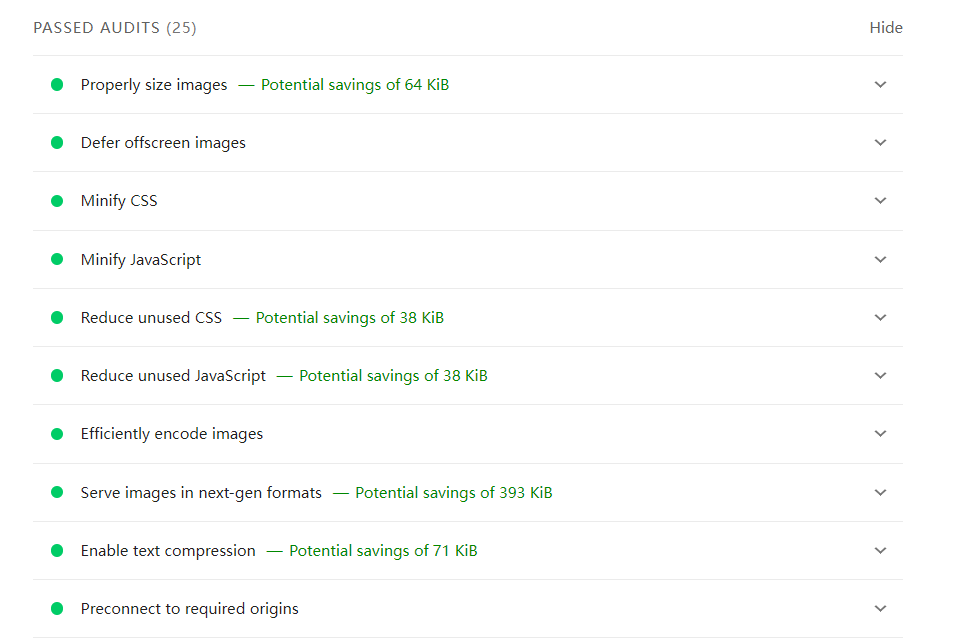 PASSED AUDITS (25) Hide
Properly size images — Potential savings of 64 KiB
Defer offscreen images
Minify CSS
Minify JavaScript
Reduce unused CSS — Potential savings of 38 KiB
Reduce unused JavaScript — Potential savings of 38 KiB
Efficiently encode images
Serve images in next-gen formats — Potential savings of 393 KiB
Enable text compression — Potential savings of 71 KiB
Preconnect to required origins